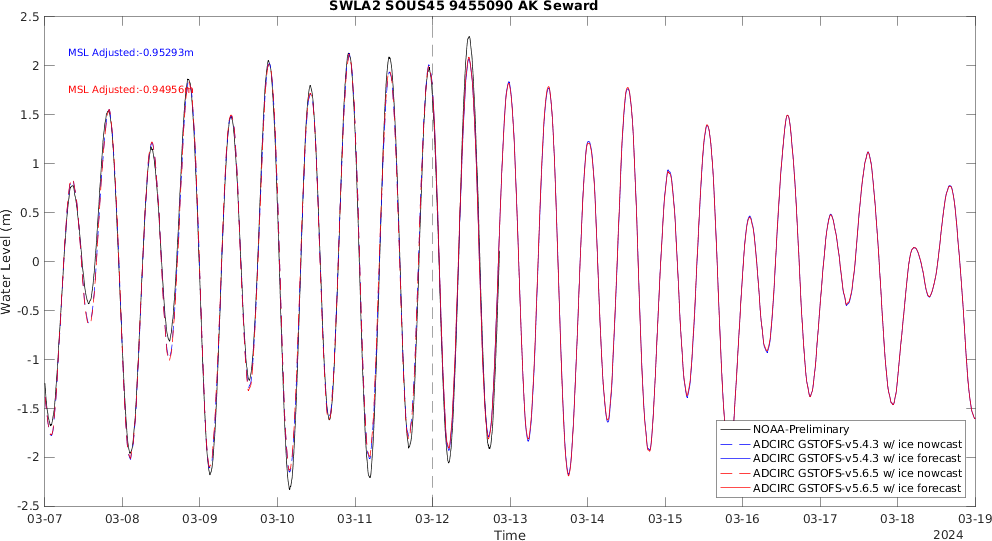 SWLA2 SOUS45 9455090 AK Seward
2.5
MSL Adjusted:-0.95293m
2
MSL Adjusted:-0.94956m
1.5
1
0.5
0
-0.5
-1
-1.5
-2
-2.5
Water Level (m)
NOAA-Preliminary
ADCIRC GSTOFS-v5.4.3 w/ ice nowcast
ADCIRC GSTOFS-v5.4.3 w/ ice forecast
ADCIRC GSTOFS-v5.6.5 w/ ice nowcast
ADCIRC GSTOFS-v5.6.5 w/ ice forecast
03-07 03-08 03-09 03-10 03-11 03-12 03-13 03-14 03-15 03-16 03-17 03-18 03-19
Time
2024